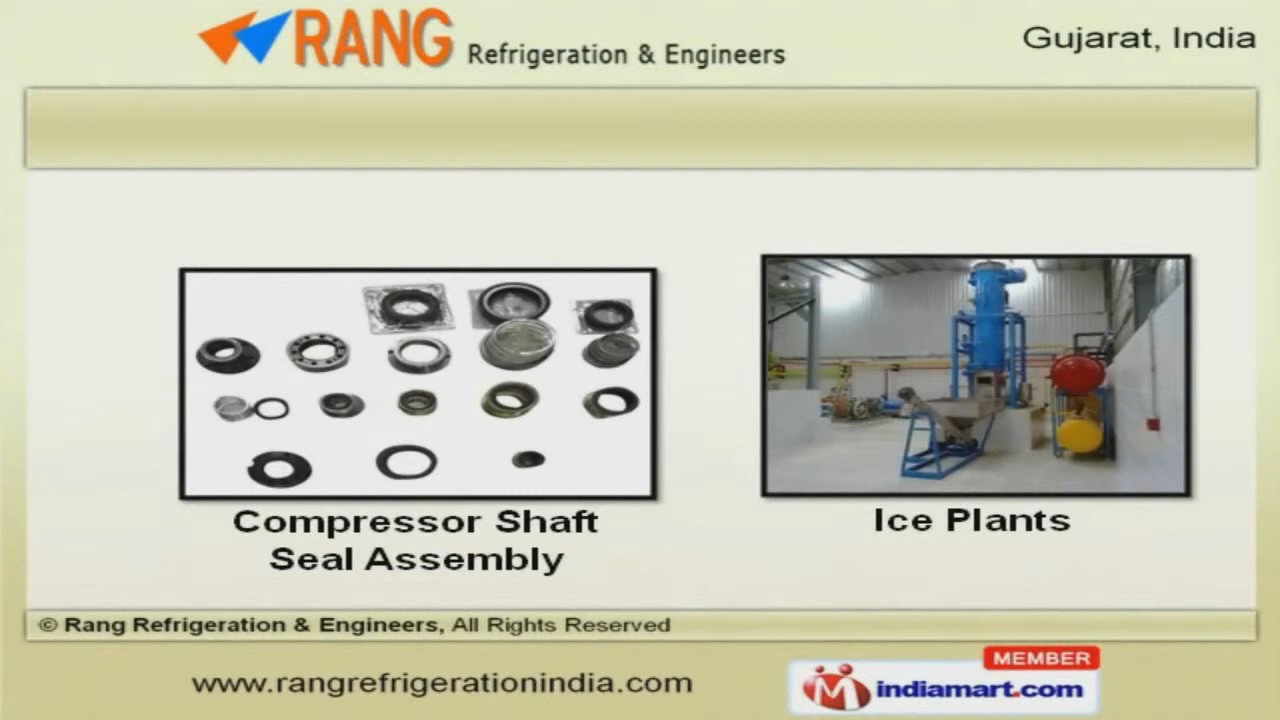 RANG Refrigeration & Engineers
Gujarat, India
Compressor Shaft
Seal Assembly
Ice Plants
© Rang Refrigeration & Engineers, All Rights Reserved
www.rangrefrigerationindia.com
MEMBER
indiamart.com